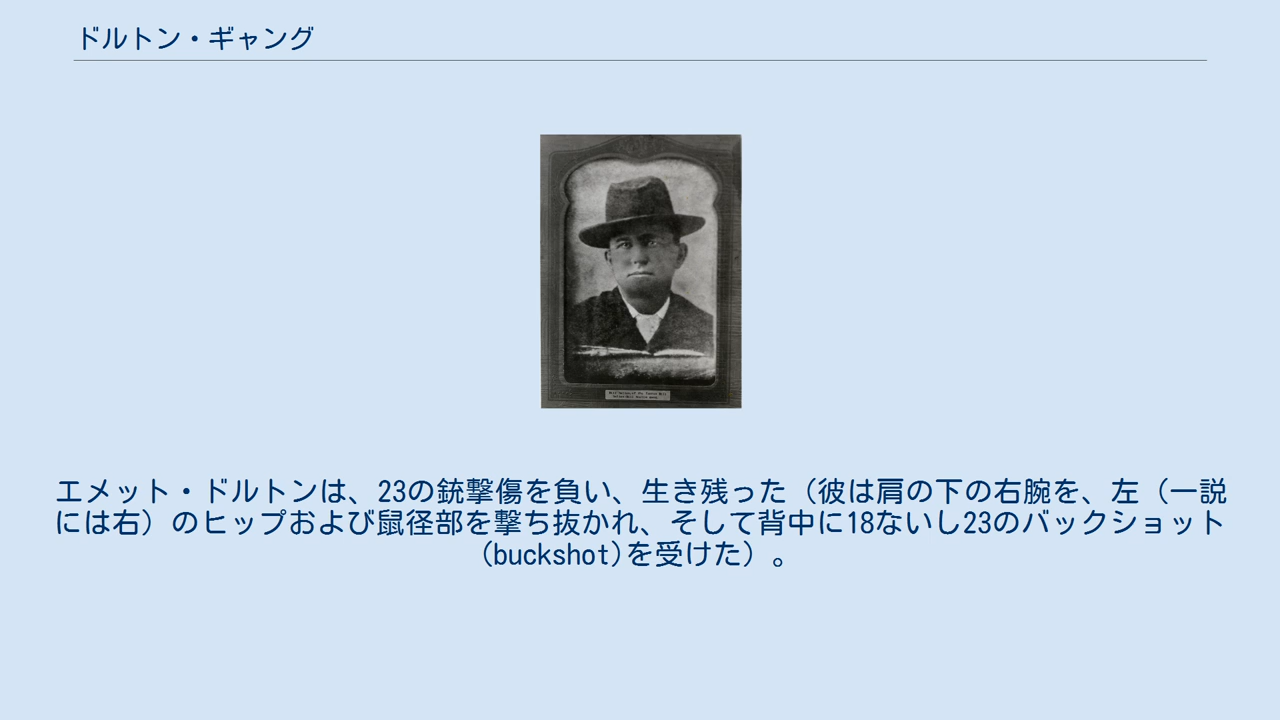 ドルトン・ギャング
エメット・ドルトンは、23の銃撃傷を負い、生き残った（彼は肩の下の右腕を、左（一説
には右）のヒップおよび鼠径部を撃ち抜かれ、そして背中に18ないし23のバックショット
(buckshot)を受けた）。